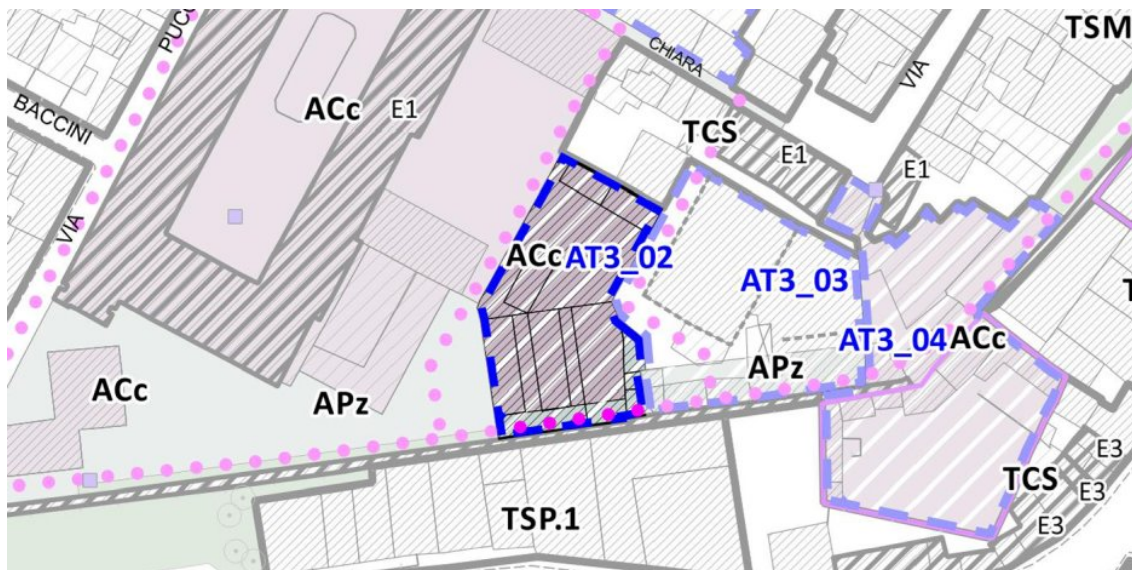 PUCC
TSM
CHIARA
VIA
BACCINI
ACc
E1
TCS
E1
E1
VIA
ACc
AT3_02
AT3_03
AT3_04
ACc
T
ACc
APz
APz
TSP.1
TCS
E3
E3
E3